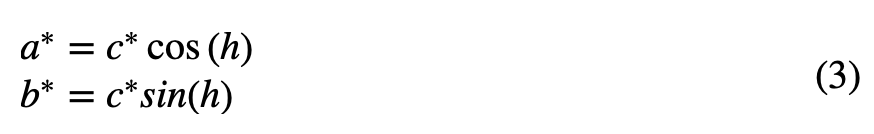 a* = c* cos (h)
b* = c*sin(h)
(3)